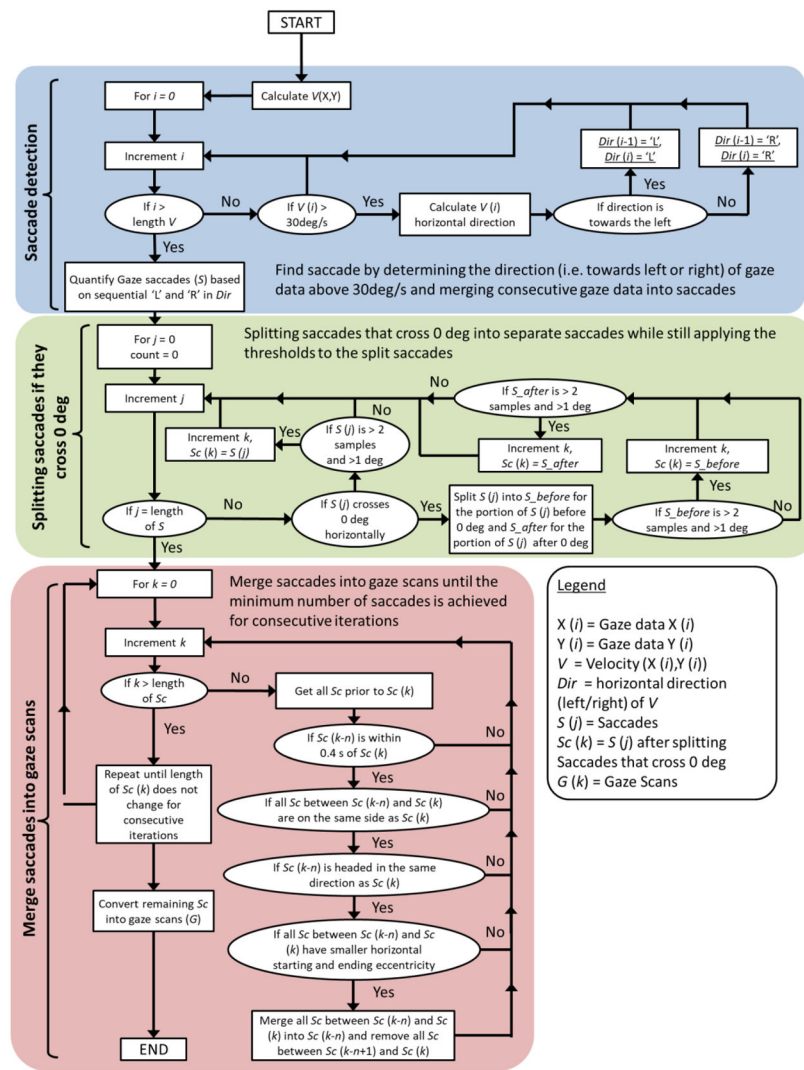 START
Saccade detection
For i = 0
Calculate V(X,Y)
Increment i
Dir (i-1) = ‘L’,
Dir (i) = ‘L’
Dir (i-1) = ‘R’,
Dir (i) = ‘R’
If i >
length V
No
If V (i) >
30deg/s
Yes
Calculate V (i)
horizontal direction
If direction is
towards the left
Yes
No
Yes
Quantify Gaze saccades (S) based
on sequential ‘L’ and ‘R’ in Dir
Find saccade by determining the direction (i.e. towards left or right) of gaze
data above 30deg/s and merging consecutive gaze data into saccades
Splitting saccades if they
cross 0 deg
For j = 0
count = 0
Splitting saccades that cross 0 deg into separate saccades while still applying the
thresholds to the split saccades
Increment j
No
If S_after is > 2
samples and >1 deg
No
Yes
Increment k,
Sc (k) = S (j)
Yes
If S (j) is > 2
samples
and >1 deg
Increment k,
Sc (k) = S_after
Increment k,
Sc (k) = S_before
If j = length
of S
No
If S (j) crosses
0 deg
horizontally
Yes
Split S (j) into S_before for
the portion of S (j) before
0 deg and S_after for the
portion of S (j) after 0 deg
Yes
If S_before is > 2
samples and >1 deg
No
Yes
Merge saccades into gaze scans
For k = 0
Merge saccades into gaze scans until the
minimum number of saccades is achieved
for consecutive iterations
Increment k
If k > length
of Sc
No
Get all Sc prior to Sc (k)
Yes
If Sc (k-n) is within
0.4 s of Sc (k)
No
Repeat until length
of Sc (k) does not
change for
consecutive
iterations
Yes
If all Sc between Sc (k-n) and Sc (k)
are on the same side as Sc (k)
No
Yes
If Sc (k-n) is headed in the same
direction as Sc (k)
No
Convert remaining Sc
into gaze scans (G)
Yes
If all Sc between Sc (k-n) and Sc
(k) have smaller horizontal
starting and ending eccentricity
No
Yes
Merge all Sc between Sc (k-n) and Sc
(k) into Sc (k-n) and remove all Sc
between Sc (k-n+1) and Sc (k)
END
Legend
X (i) = Gaze data X (i)
Y (i) = Gaze data Y (i)
V = Velocity (X (i),Y (i))
Dir = horizontal direction
(left/right) of V
S (j) = Saccades
Sc (k) = S (j) after splitting
Saccades that cross 0 deg
G (k) = Gaze Scans